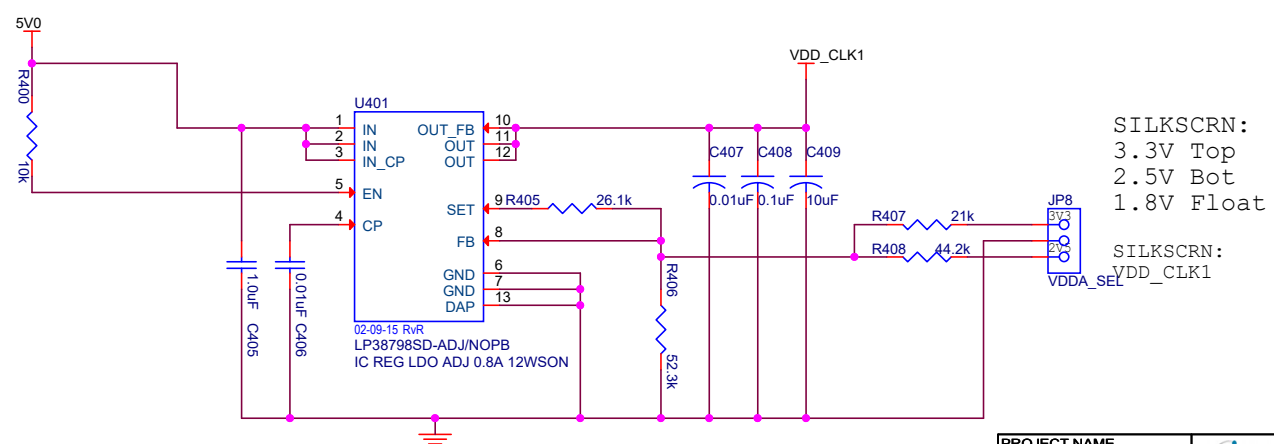 5V0
VDD_CLK1
R400
10k
U401
1 IN
2 IN
3 IN_CP
5 EN
4 CP
OUT_FB 10
OUT 11
OUT 12
SET 9
FB 8
GND 6
GND 7
DAP 13
02-09-15 RvR
LP38798SD-ADJ/NOPB
IC REG LDO ADJ 0.8A 12WSON
1.0uF C405
0.01uF C406
R405 26.1k
R406
52.3k
C407 C408 C409
0.01uF 0.1uF 10uF
R407 21k
R408 44.2k
JP8
3V3
2V5
VDDA_SEL
SILKSCRN:
3.3V Top
2.5V Bot
1.8V Float
SILKSCRN:
VDD_CLK1
PROJECT NAME